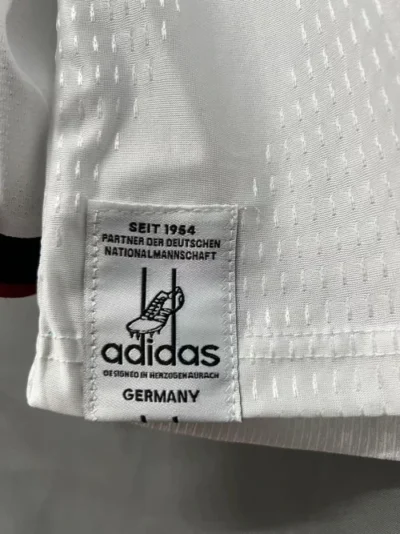 SEIT 1954
PARTNER DER DEUTSCHEN
NATIONALMANNSCHAFT
adidas
DESIGNED IN HERZOGENAURACH
GERMANY